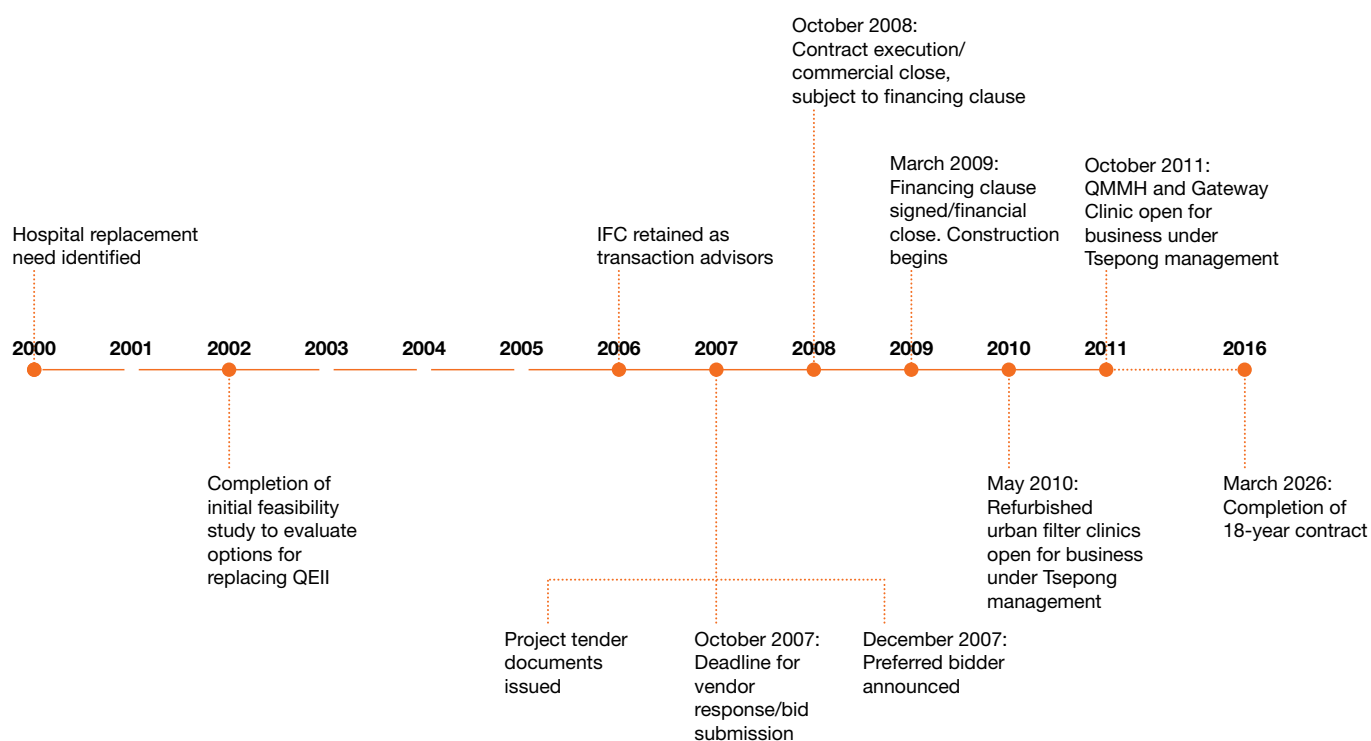 October 2008:
Contract execution/
commercial close,
subject to financing clause
March 2009:
Financing clause
signed/financial
close. Construction
begins
October 2011:
QMMH and Gateway
Clinic open for
business under
Tsepong management
Hospital replacement
need identified
IFC retained as
transaction advisors
2000 2001 2002 2003 2004 2005 2006 2007 2008 2009 2010 2011 2016
Completion of
initial feasibility
study to evaluate
options for
replacing QEII
May 2010:
Refurbished
urban filter clinics
open for business
under Tsepong
management
March 2026:
Completion of
18-year contract
Project tender
documents
issued
October 2007:
Deadline for
vendor
response/bid
submission
December 2007:
Preferred bidder
announced